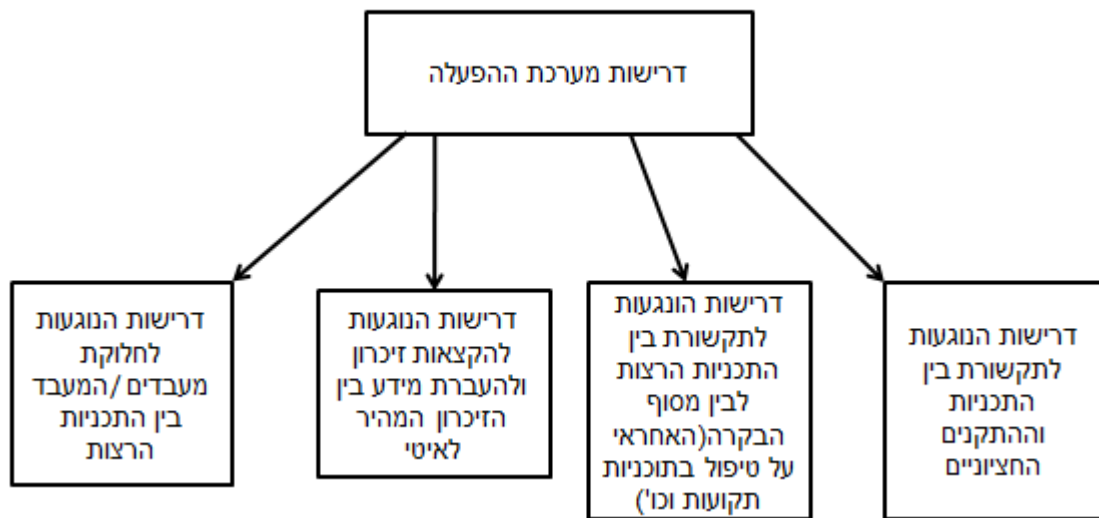 דרישות מערכת ההפעלה
דרישות הנוגעות
לתקשורת בין
התכניות
וההתקנים
החציוניים
דרישות הונגעות
לתקשורת בין
התכניות הרצות
לבין מסוף
הבקרה(האחראי
על טיפול בתוכניות
תקועות וכו')
דרישות הנוגעות
להקצאות זיכרון
ולהעברת מידע בין
הזיכרון המהיר
לאיטי
דרישות הנוגעות
לחלוקת
מעבדים /המעבד
בין התכניות
הרצות